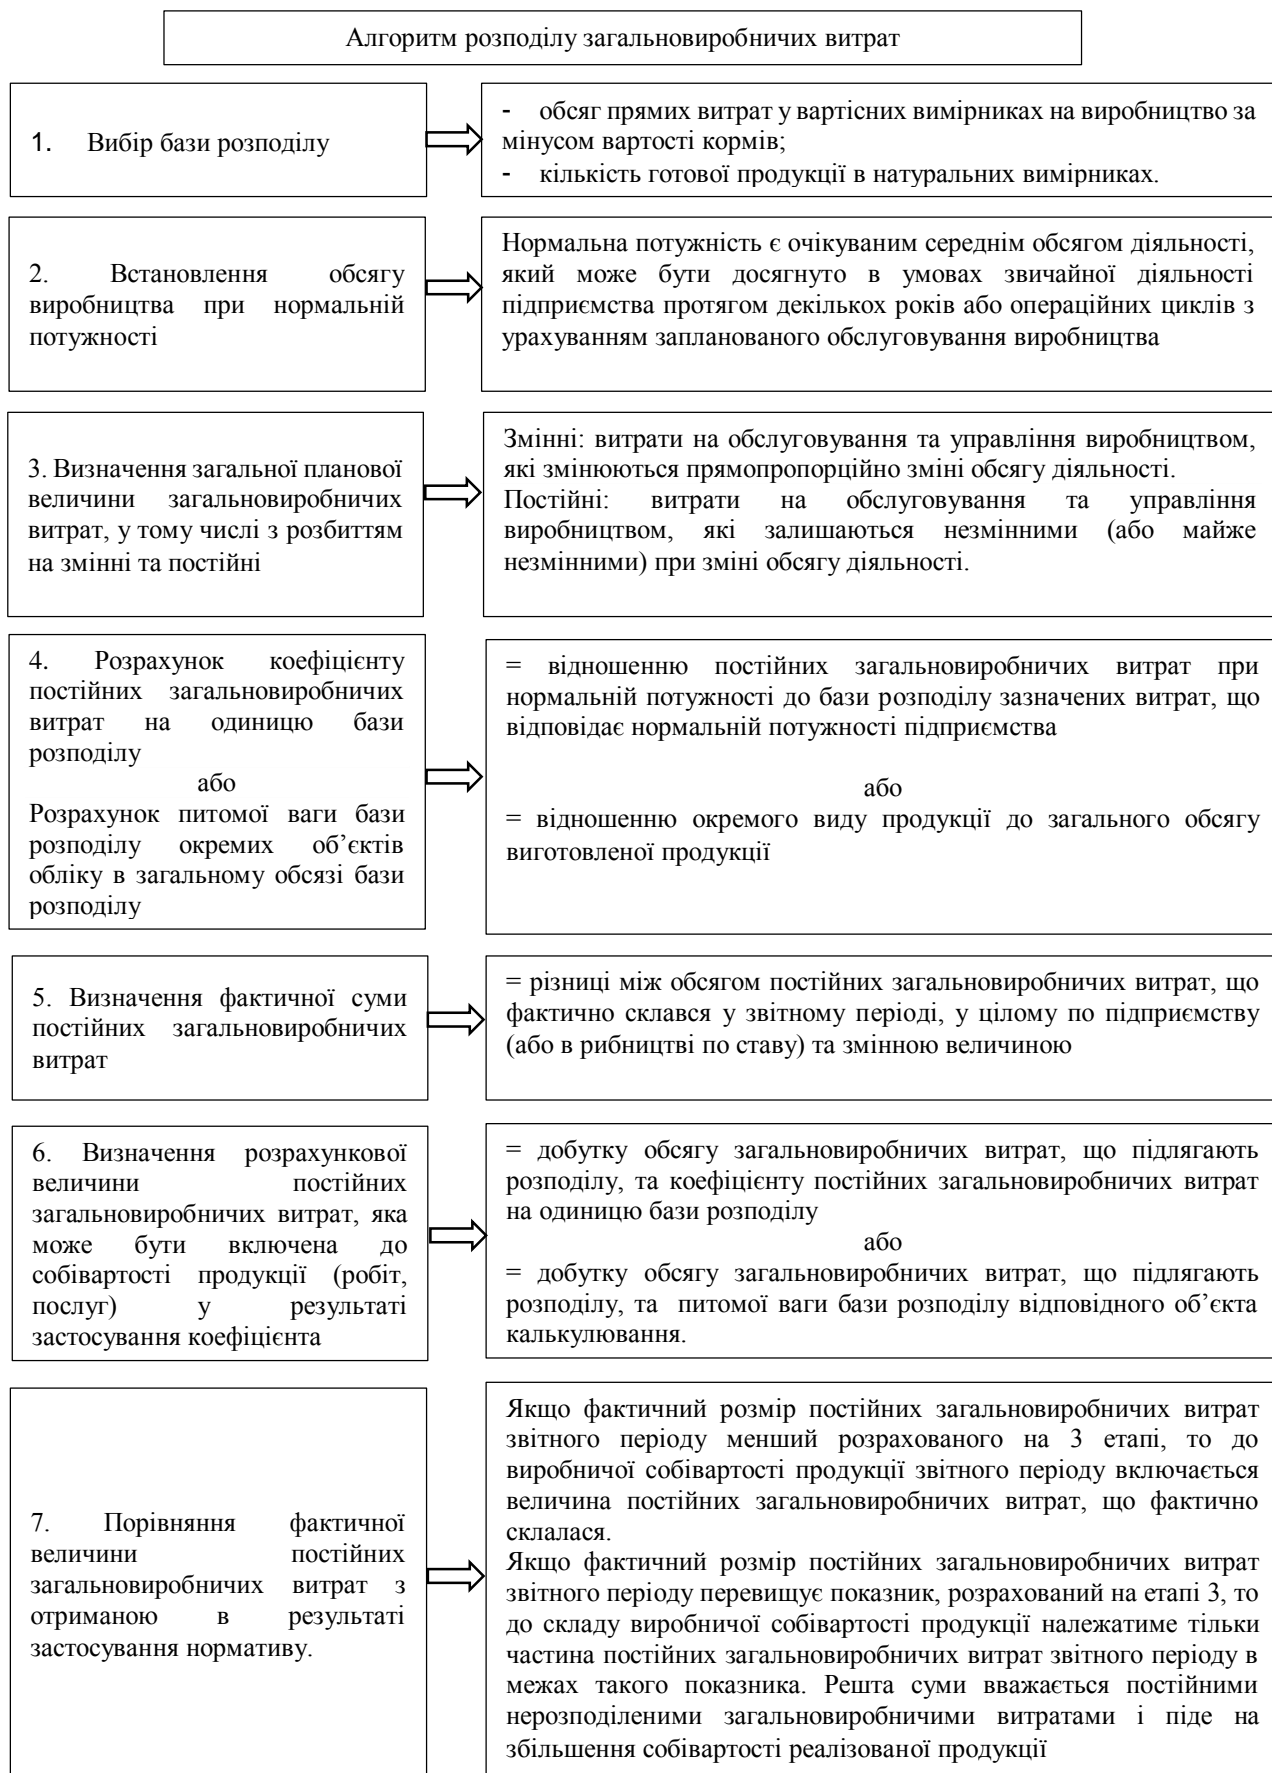 Алгоритм розподілу загальновиробничих витрат
1. Вибір бази розподілу
- обсяг прямих витрат у вартісних вимірниках на виробництво за
мінусом вартості кормів;
- кількість готової продукції в натуральних вимірниках.
2. Встановлення обсягу
виробництва при нормальній
потужності
Нормальна потужність є очікуваним середнім обсягом діяльності,
який може бути досягнуто в умовах звичайної діяльності
підприємства протягом декількох років або операційних циклів з
урахуванням запланованого обслуговування виробництва
3. Визначення загальної планової
величини загальновиробничих
витрат, у тому числі з розбиттям
на змінні та постійні
Змінні: витрати на обслуговування та управління виробництвом,
які змінюються прямопропорційно зміні обсягу діяльності.
Постійні: витрати на обслуговування та управління
виробництвом, які залишаються незмінними (або майже
незмінними) при зміні обсягу діяльності.
4. Розрахунок коефіцієнту
постійних загальновиробничих
витрат на одиницю бази
розподілу
або
Розрахунок питомої ваги бази
розподілу окремих об’єктів
обліку в загальному обсязі бази
розподілу
= відношенню постійних загальновиробничих витрат при
нормальній потужності до бази розподілу зазначених витрат, що
відповідає нормальній потужності підприємства
або
= відношенню окремого виду продукції до загального обсягу
виготовленої продукції
5. Визначення фактичної суми
постійних загальновиробничих
витрат
= різниці між обсягом постійних загальновиробничих витрат, що
фактично склався у звітному періоді, у цілому по підприємству
(або в рибництві по ставу) та змінною величиною
6. Визначення розрахункової
величини постійних
загальновиробничих витрат, яка
може бути включена до
собівартості продукції (робіт,
послуг) у результаті
застосування коефіцієнта
= добутку обсягу загальновиробничих витрат, що підлягають
розподілу, та коефіцієнту постійних загальновиробничих витрат
на одиницю бази розподілу
або
= добутку обсягу загальновиробничих витрат, що підлягають
розподілу, та питомої ваги бази розподілу відповідного об’єкта
калькулювання.
7. Порівняння фактичної
величини постійних
загальновиробничих витрат з
отриманою в результаті
застосування нормативу.
Якщо фактичний розмір постійних загальновиробничих витрат
звітного періоду менший розрахованого на 3 етапі, то до
виробничої собівартості продукції звітного періоду включається
величина постійних загальновиробничих витрат, що фактично
склалася.
Якщо фактичний розмір постійних загальновиробничих витрат
звітного періоду перевищує показник, розрахований на етапі 3, то
до складу виробничої собівартості продукції належатиме тільки
частина постійних загальновиробничих витрат звітного періоду в
межах такого показника. Решта суми вважається постійними
нерозподіленими загальновиробничими витратами і піде на
збільшення собівартості реалізованої продукції